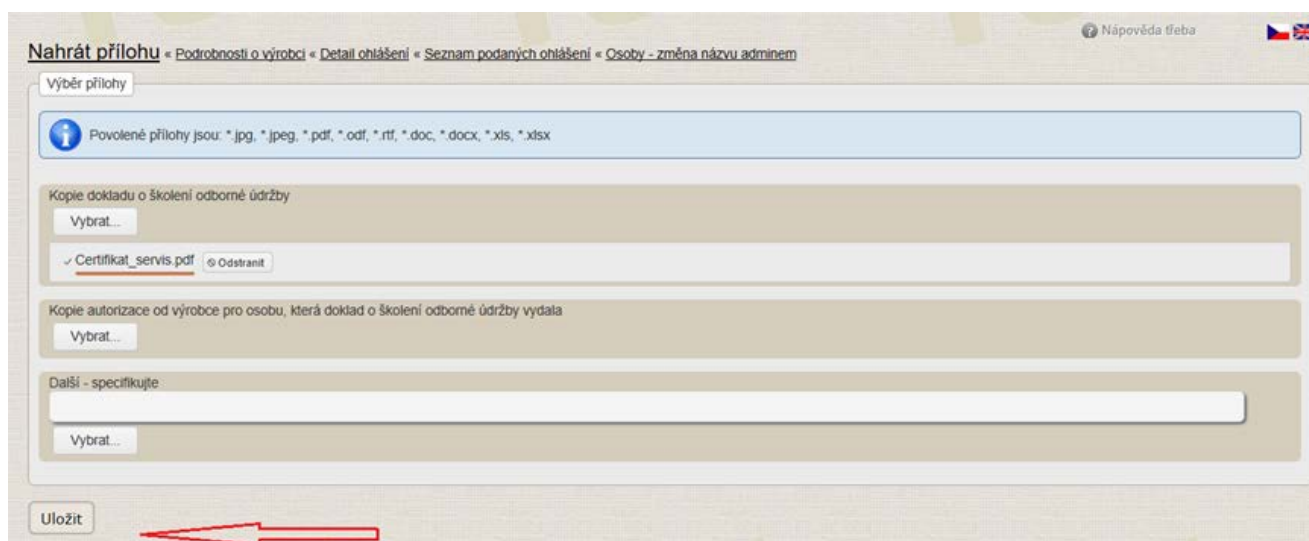 Nápověda třeba
Nahrát přílohu « Podrobnosti o výrobci « Detail ohlášení « Seznam podaných ohlášení « Osoby - změna názvu adminem
Výběr přílohy
Povolené přílohy jsou: *.jpg, *.jpeg, *.pdf, *.odf, *.rtf, *.doc, *.docx, *.xls, *.xlsx
Kopie dokladu o školení odborné údržby
Vybrat...
Certifikat_servis.pdf Odstranit
Kopie autorizace od výrobce pro osobu, která doklad o školení odborné údržby vydala
Vybrat...
Další - specifikujte
Vybrat...
Uložit